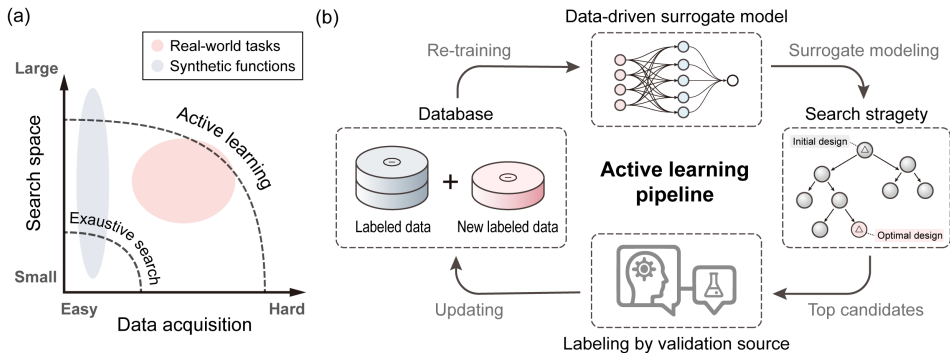 (a)
Real-world tasks
Synthetic functions
Large
Search space
Small
Active learning
Exaustive search
Easy
Data acquisition
Hard
(b)
Data-driven surrogate model
Re-training
Surrogate modeling
Database
Labeled data
+
New labeled data
Active learning
pipeline
Search stragety
Initial design
Optimal design
Updating
Top candidates
Labeling by validation source